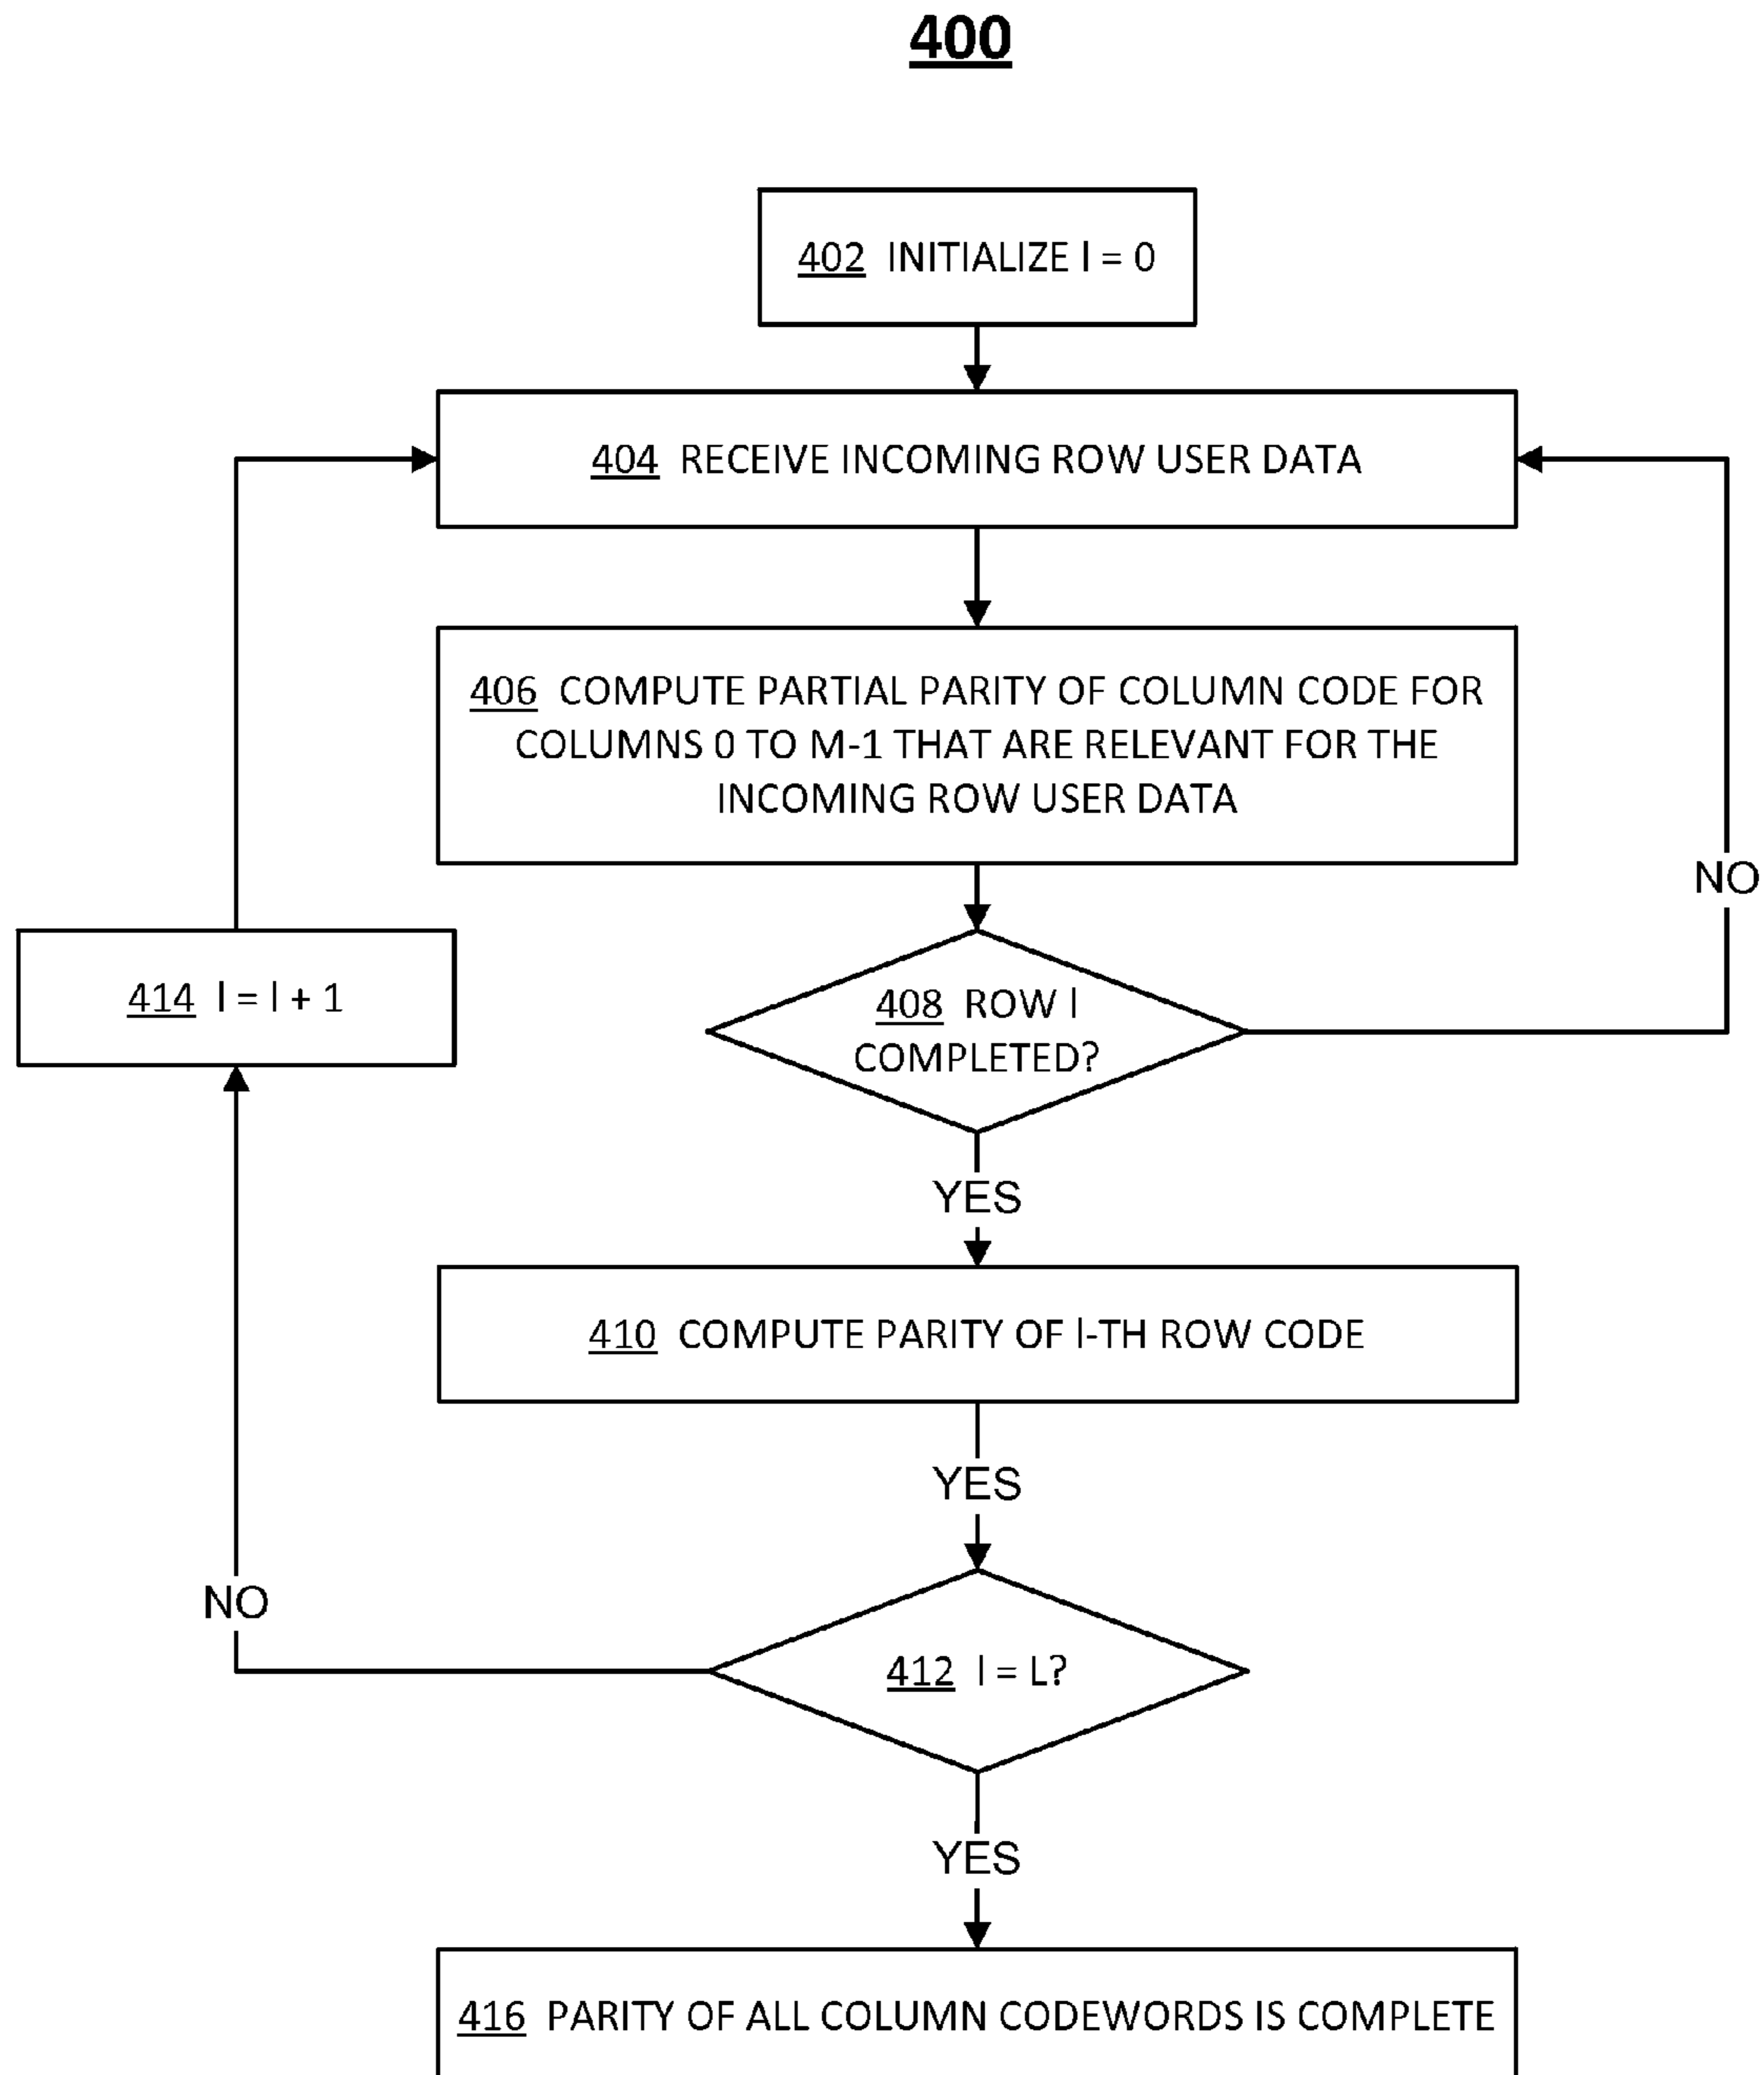 400
402 INITIALIZE l = 0
404 RECEIVE INCOMING ROW USER DATA
406 COMPUTE PARTIAL PARITY OF COLUMN CODE FOR
COLUMNS 0 TO M-1 THAT ARE RELEVANT FOR THE
INCOMING ROW USER DATA
NO
414 l = l + 1
408 ROW l
COMPLETED?
YES
410 COMPUTE PARITY OF l-TH ROW CODE
YES
NO
412 l = L?
YES
416 PARITY OF ALL COLUMN CODEWORDS IS COMPLETE